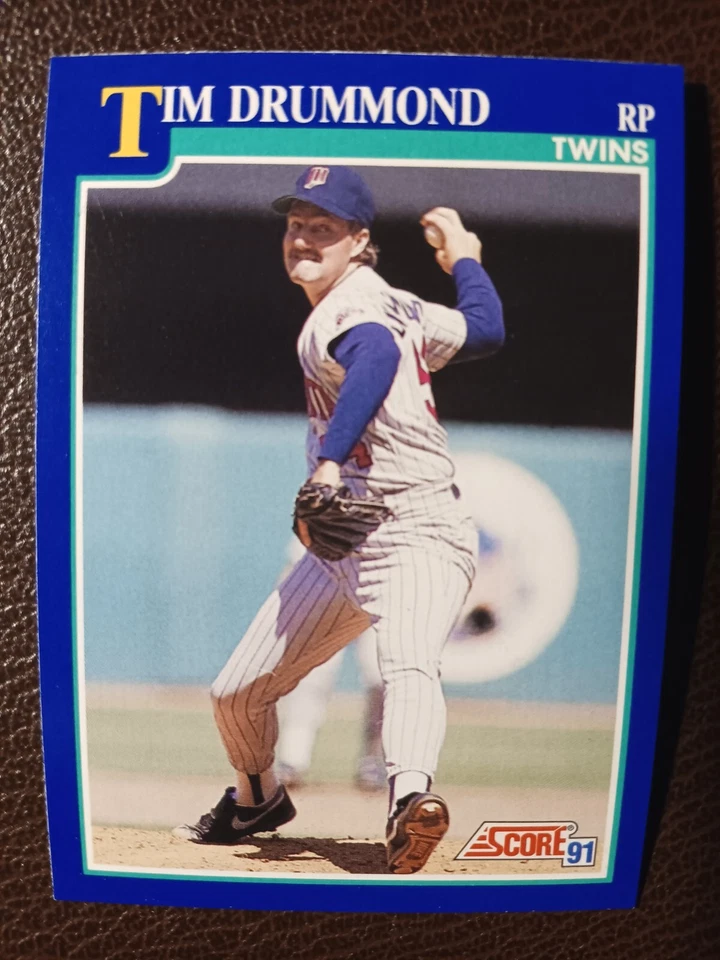 TIM DRUMMOND
RP
TWINS
SCORE®
91